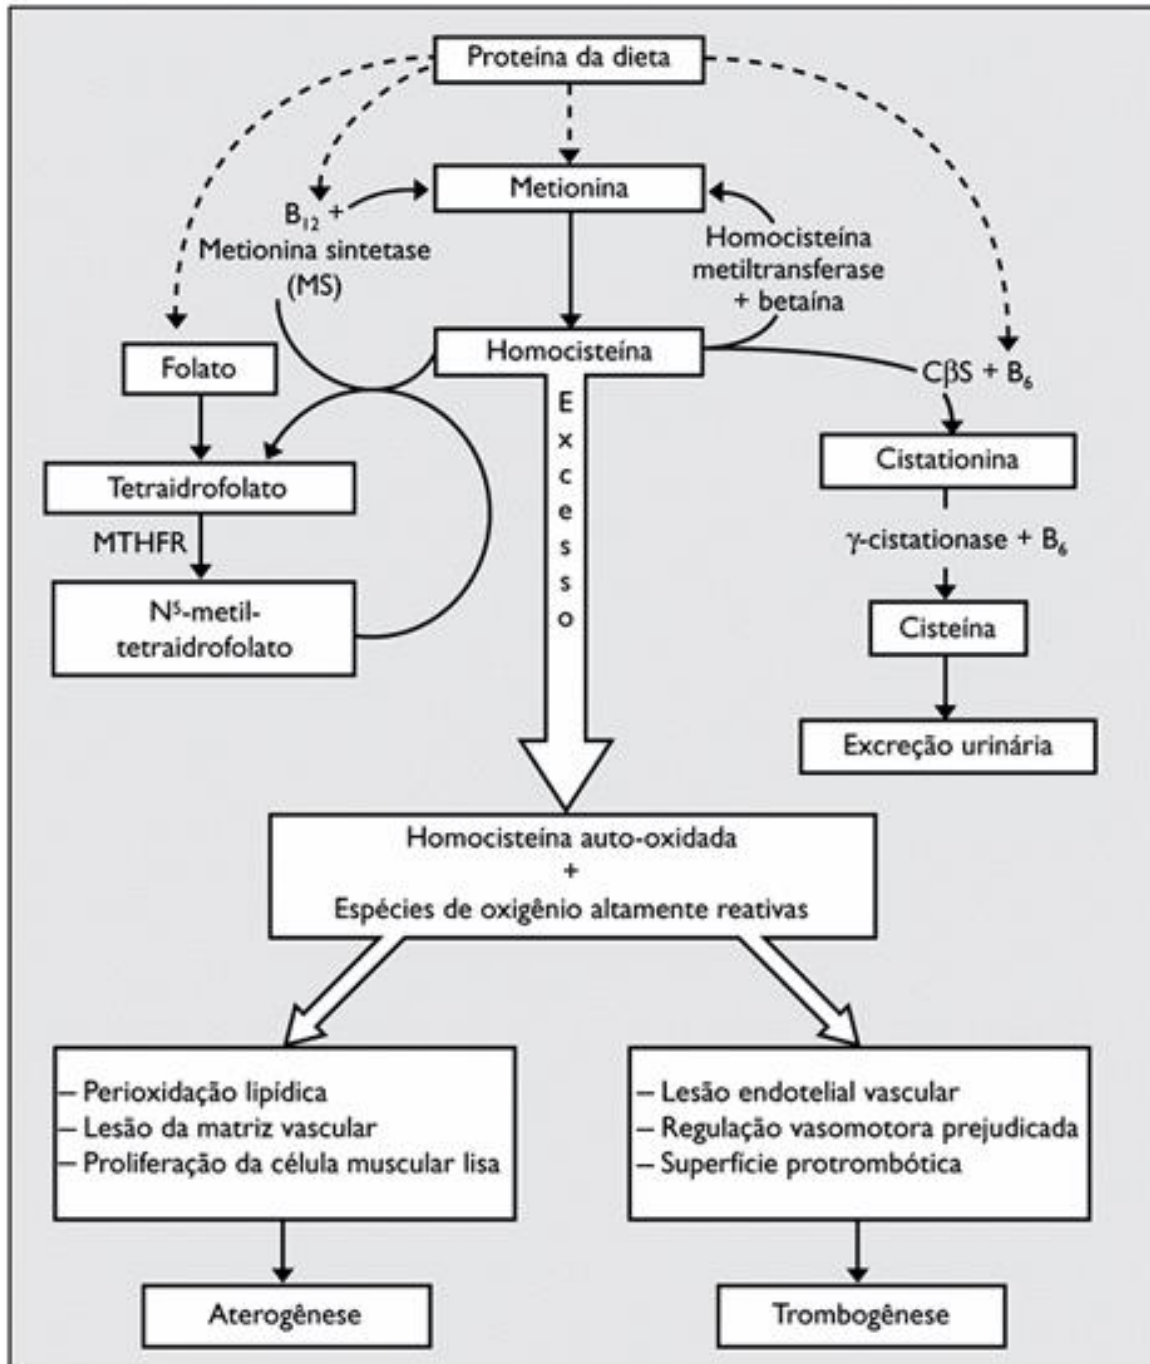 Proteína da dieta
Metionina
B₁₂ +
Metionina sintetase
(MS)
Homocisteína
metiltransferase
+ betaína
Folato
Homocisteína
CβS + B₆
Excesso
Tetraidrofolato
Cistationina
MTHFR
γ-cistationase + B₆
N⁵-metil-
tetraidrofolato
Cisteína
Excreção urinária
Homocisteína auto-oxidada
+
Espécies de oxigênio altamente reativas
– Perioxidação lipídica
– Lesão da matriz vascular
– Proliferação da célula muscular lisa
– Lesão endotelial vascular
– Regulação vasomotora prejudicada
– Superfície protrombótica
Aterogênese
Trombogênese